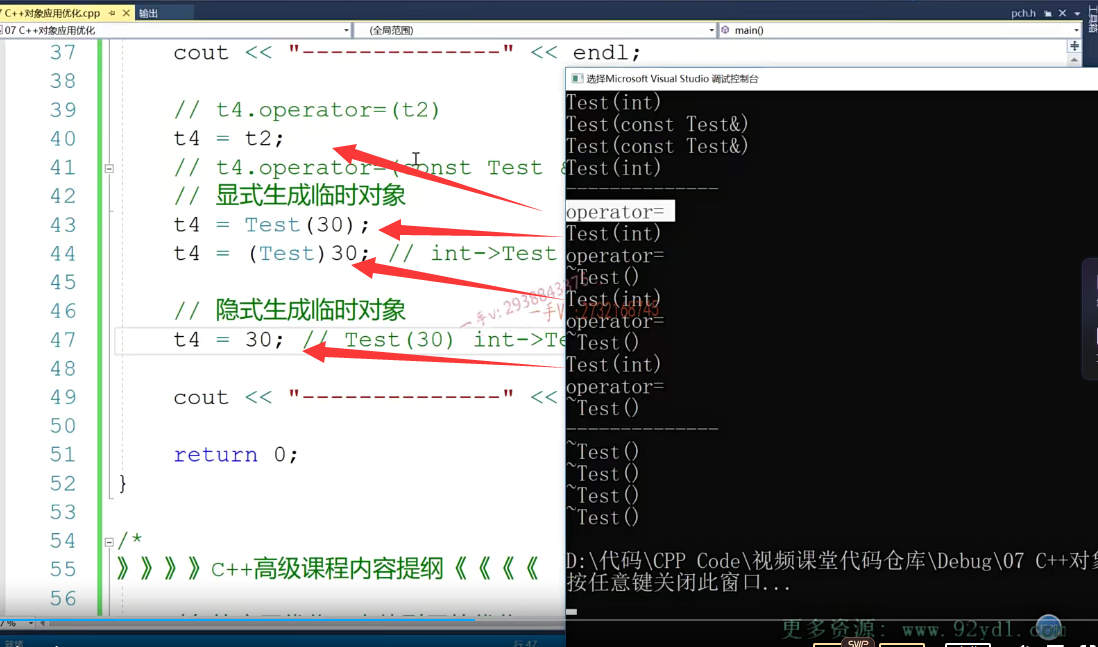 7 C++对象应用优化.cpp
输出
pch.h
07 C++对象应用优化
(全局范围)
main()
37 cout << "--------------" << endl;
38
39 // t4.operator=(t2)
40 t4 = t2;
41 // t4.operator=(const Test &
42 // 显式生成临时对象
43 t4 = Test(30);
44 t4 = (Test)30; // int->Test
45
46 // 隐式生成临时对象
47 t4 = 30; // Test(30) int->Te
48
49 cout << "--------------" <<
50
51 return 0;
52 }
53
54 /*
55 》》》》C++高级课程内容提纲《《《《
56
选择Microsoft Visual Studio 调试控制台
Test(int)
Test(const Test&)
Test(const Test&)
Test(int)
--------------
operator=
Test(int)
operator=
~Test()
Test(int)
operator=
~Test()
Test(int)
operator=
~Test()
--------------
~Test()
~Test()
~Test()
~Test()
D:\代码\CPP Code\视频课堂代码仓库\Debug\07 C++对
按任意键关闭此窗口...
更多资源: www.92ydl.com
行 47
SVIP